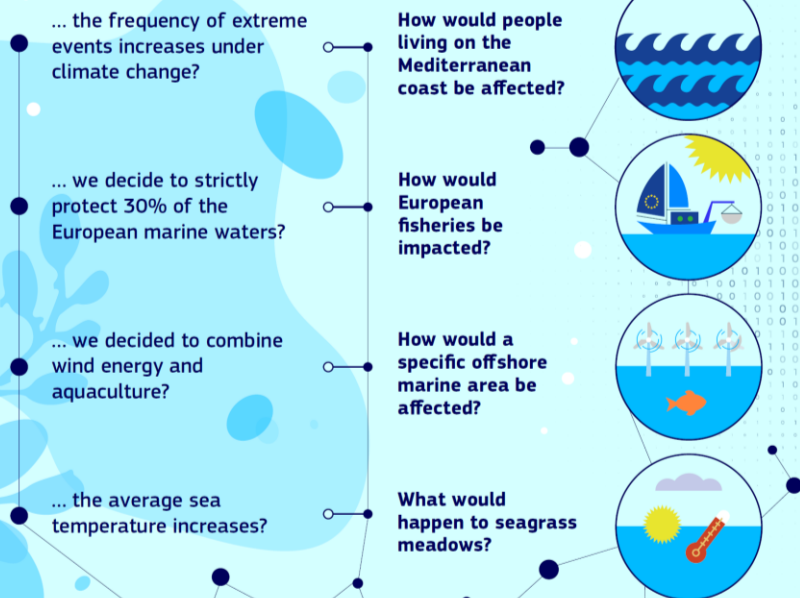 ... the frequency of extreme
events increases under
climate change?
How would people
living on the
Mediterranean
coast be affected?
... we decide to strictly
protect 30% of the
European marine waters?
How would
European
fisheries be
impacted?
... we decided to combine
wind energy and
aquaculture?
How would a
specific offshore
marine area be
affected?
... the average sea
temperature increases?
What would
happen to seagrass
meadows?